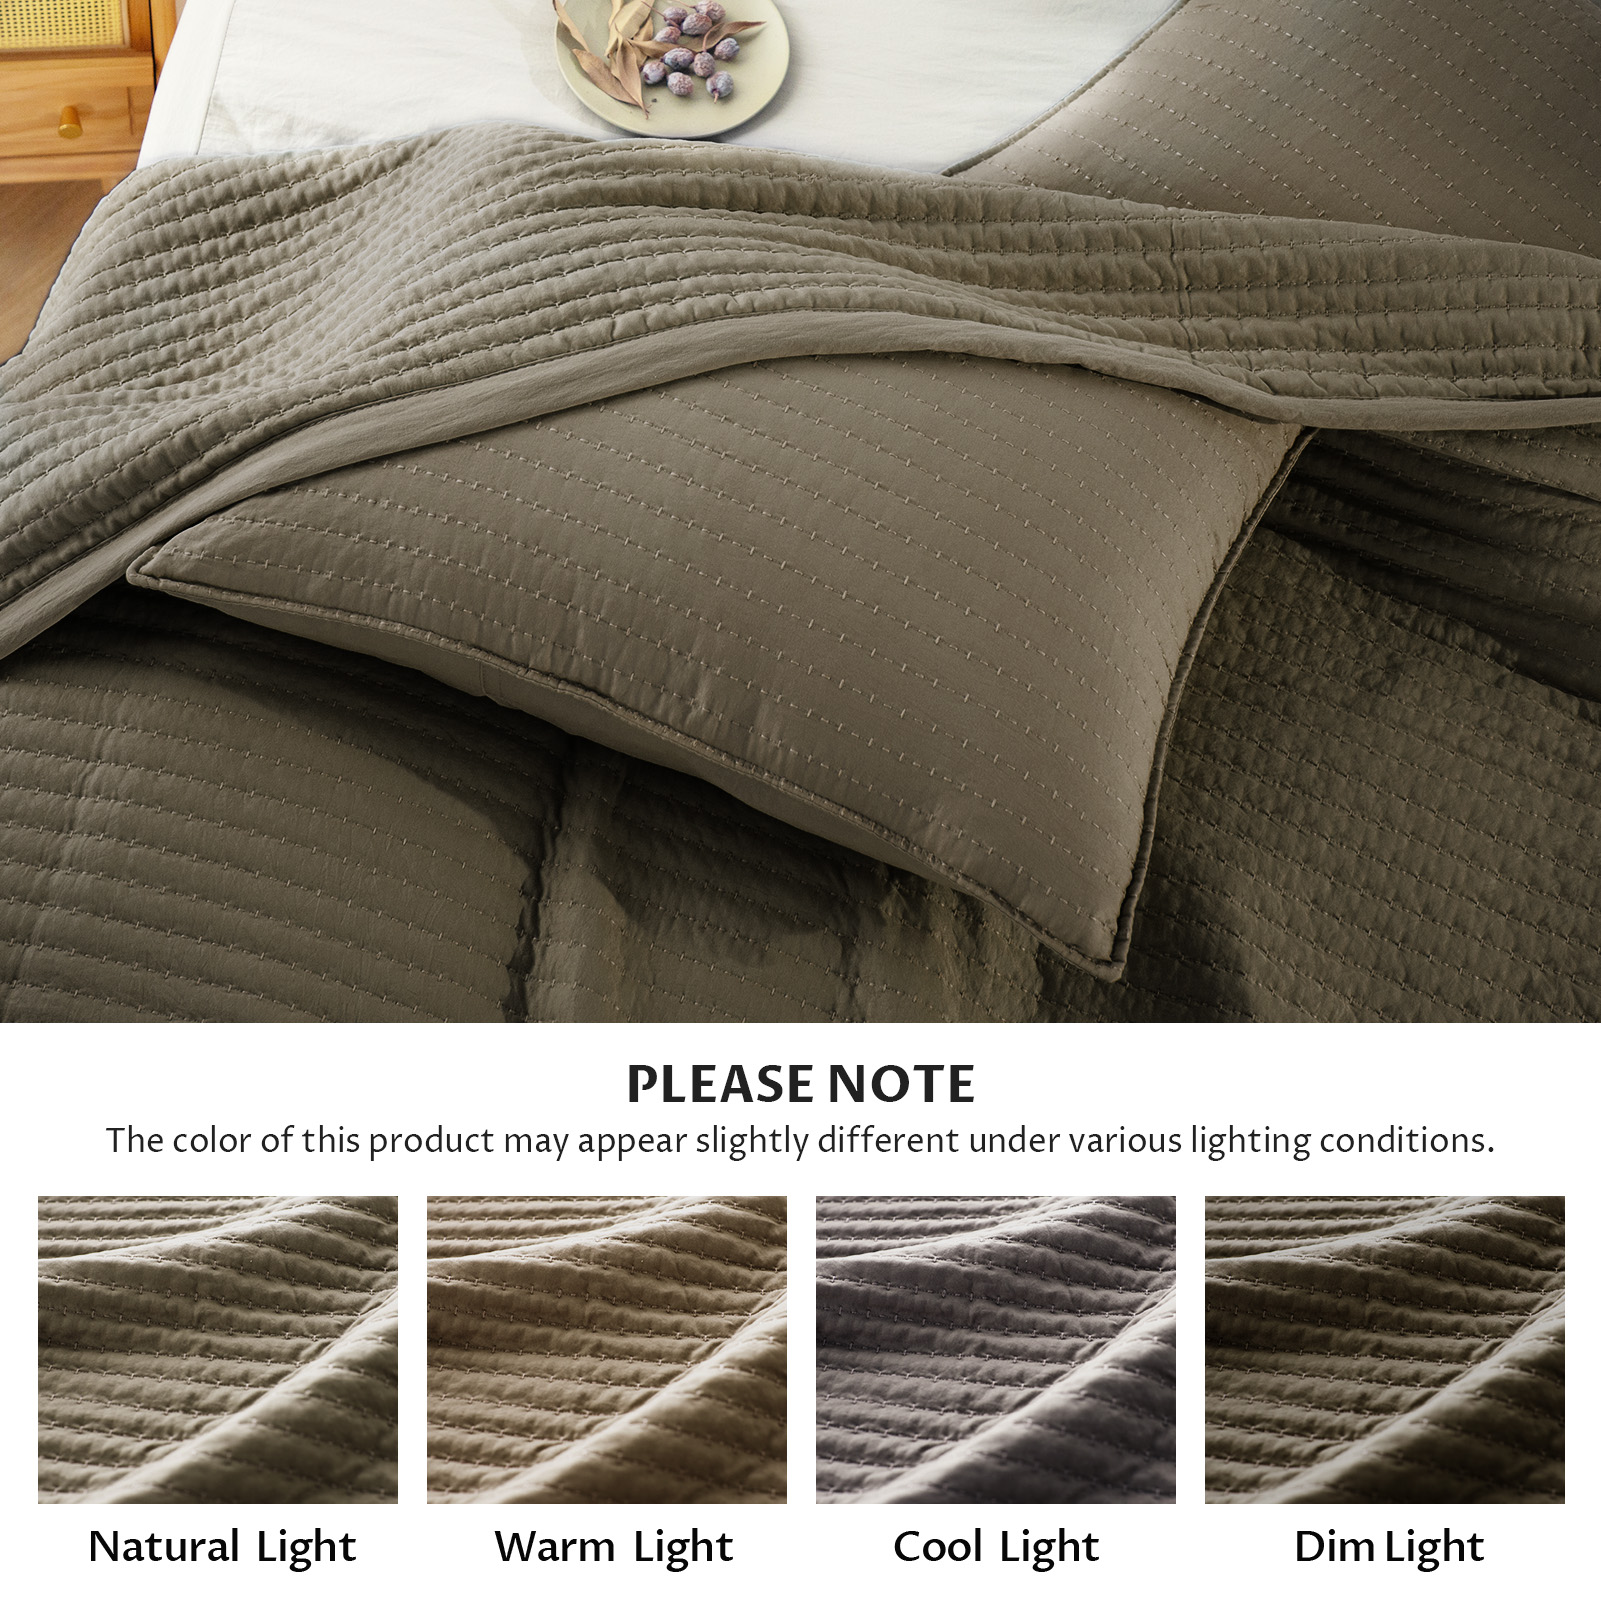 PLEASE NOTE
The color of this product may appear slightly different under various lighting conditions.
Natural Light
Warm Light
Cool Light
Dim Light